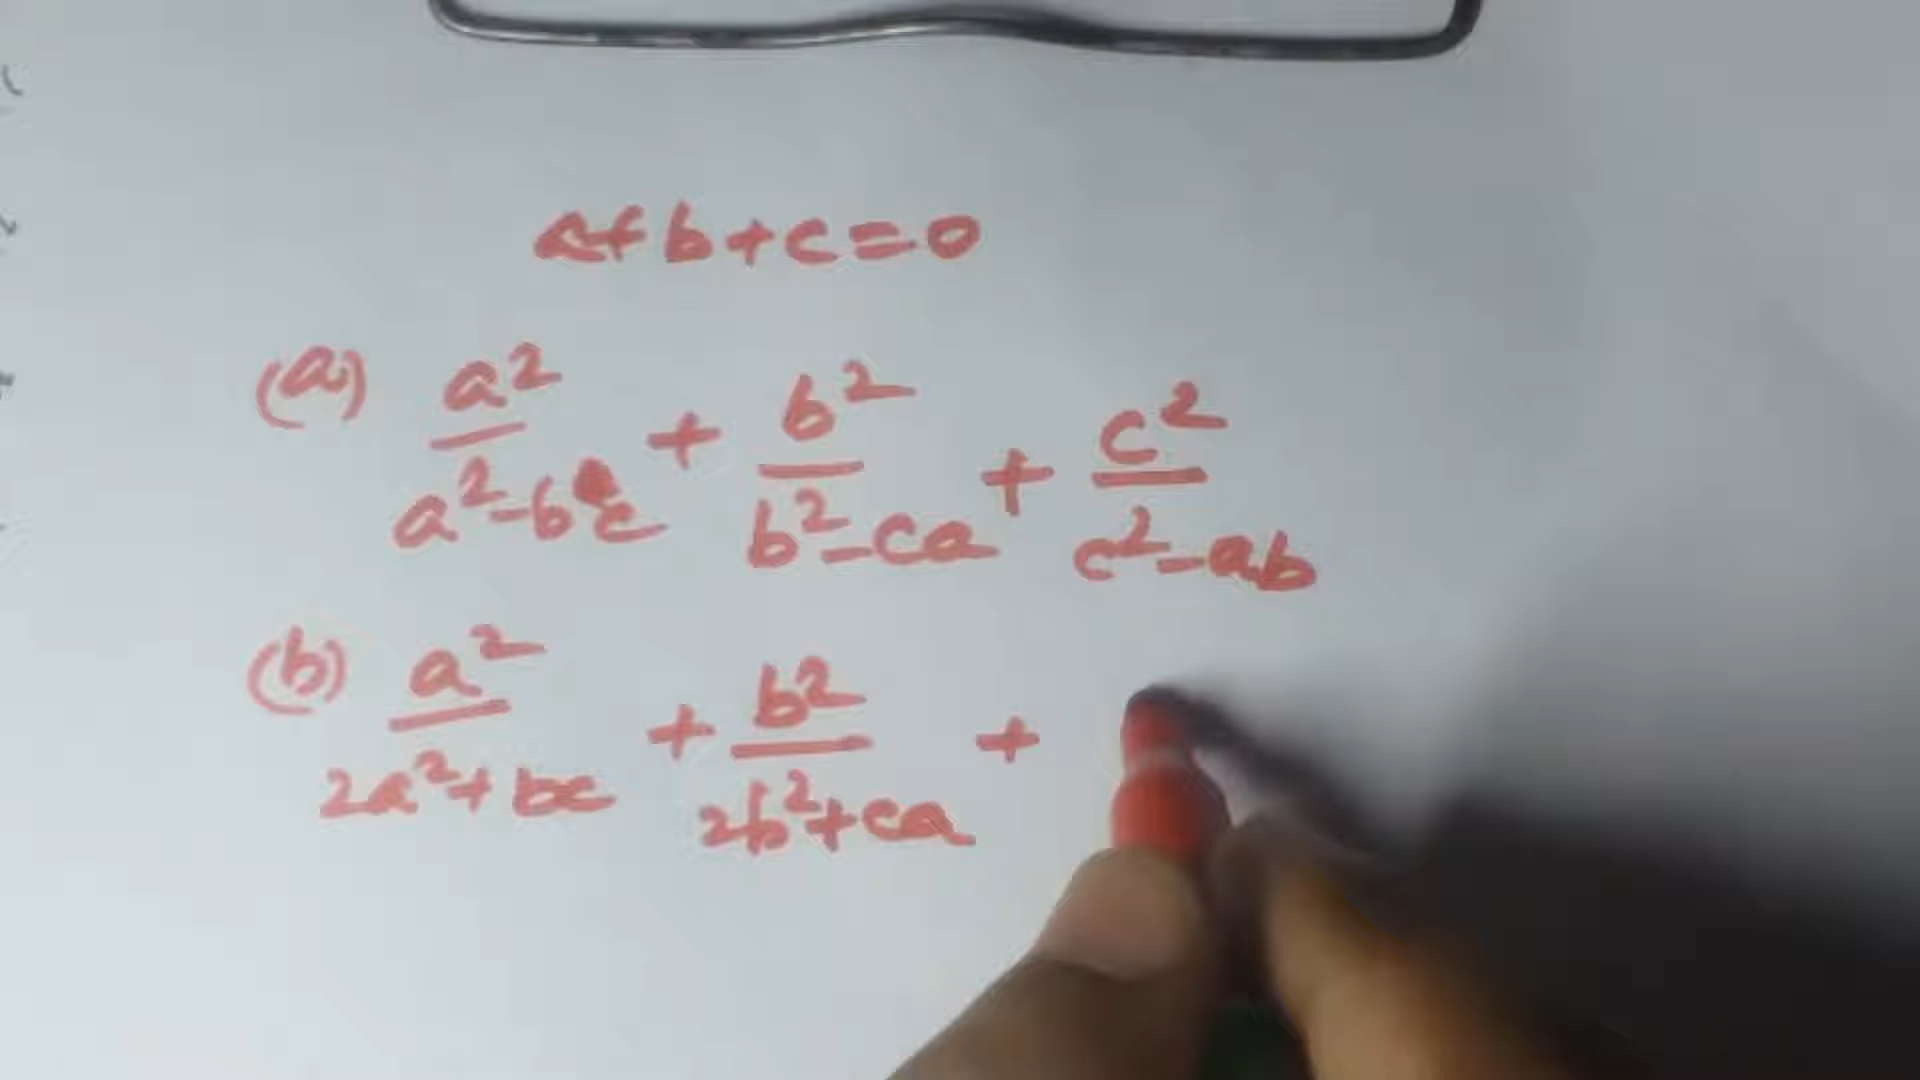 a+b+c=0
(a) a²/a²-bc + b²/b²-ca + c²/c²-ab
(b) a²/2a²+bc + b²/2b²+ca +